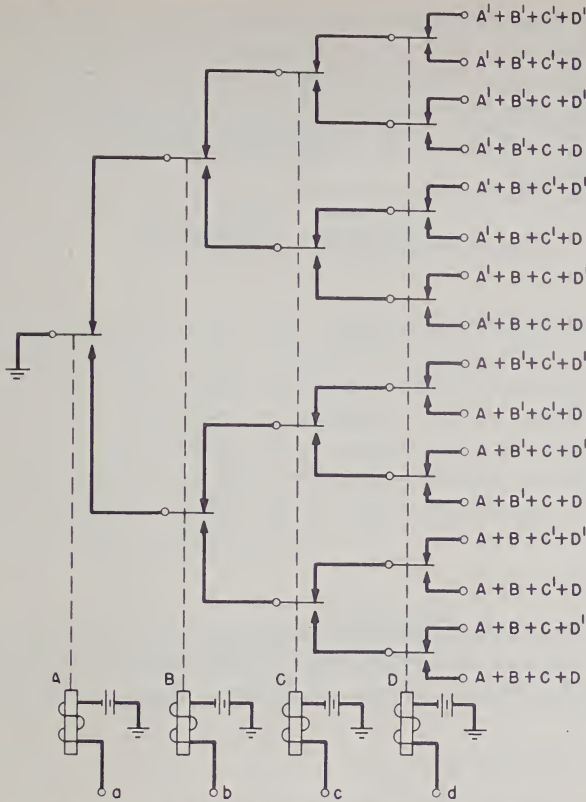 A' + B' + C' + D'
A' + B' + C' + D
A' + B' + C + D'
A' + B' + C + D
A' + B + C' + D'
A' + B + C' + D
A' + B + C + D'
A' + B + C + D
A + B' + C' + D'
A + B' + C' + D
A + B' + C + D'
A + B' + C + D
A + B + C' + D'
A + B + C' + D
A + B + C + D'
A + B + C + D
A B C D
a b c d